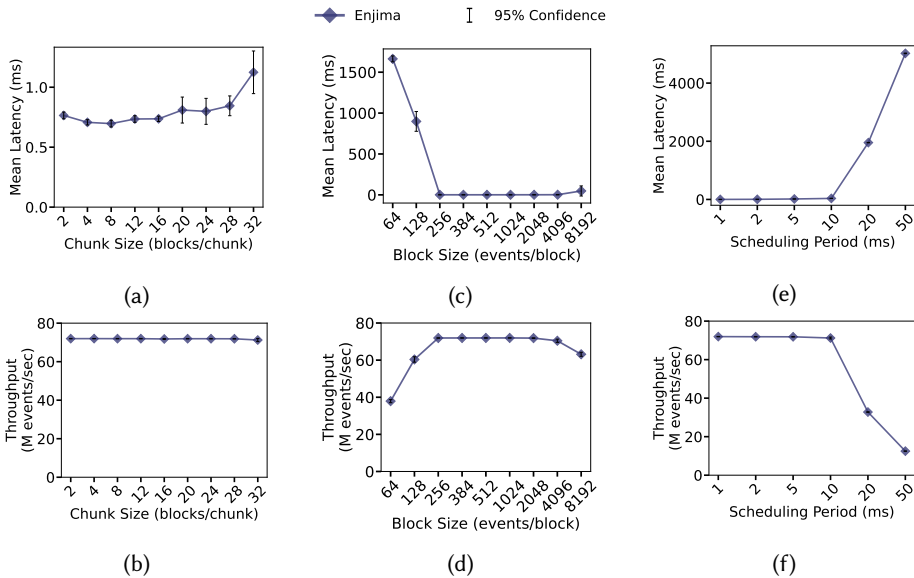 Enjima
95% Confidence
Mean Latency (ms)
1.0
0.5
0.0
2 4 8 12 16 20 24 28 32
Chunk Size (blocks/chunk)
(a)
Mean Latency (ms)
1500
1000
500
0
64 128 256 384 512 1024 2048 4096 8192
Block Size (events/block)
(c)
Mean Latency (ms)
4000
2000
0
1 2 5 10 20 50
Scheduling Period (ms)
(e)
Throughput
(M events/sec)
80
60
40
20
0
2 4 8 12 16 20 24 28 32
Chunk Size (blocks/chunk)
(b)
Throughput
(M events/sec)
80
60
40
20
0
64 128 256 384 512 1024 2048 4096 8192
Block Size (events/block)
(d)
Throughput
(M events/sec)
80
60
40
20
0
1 2 5 10 20 50
Scheduling Period (ms)
(f)